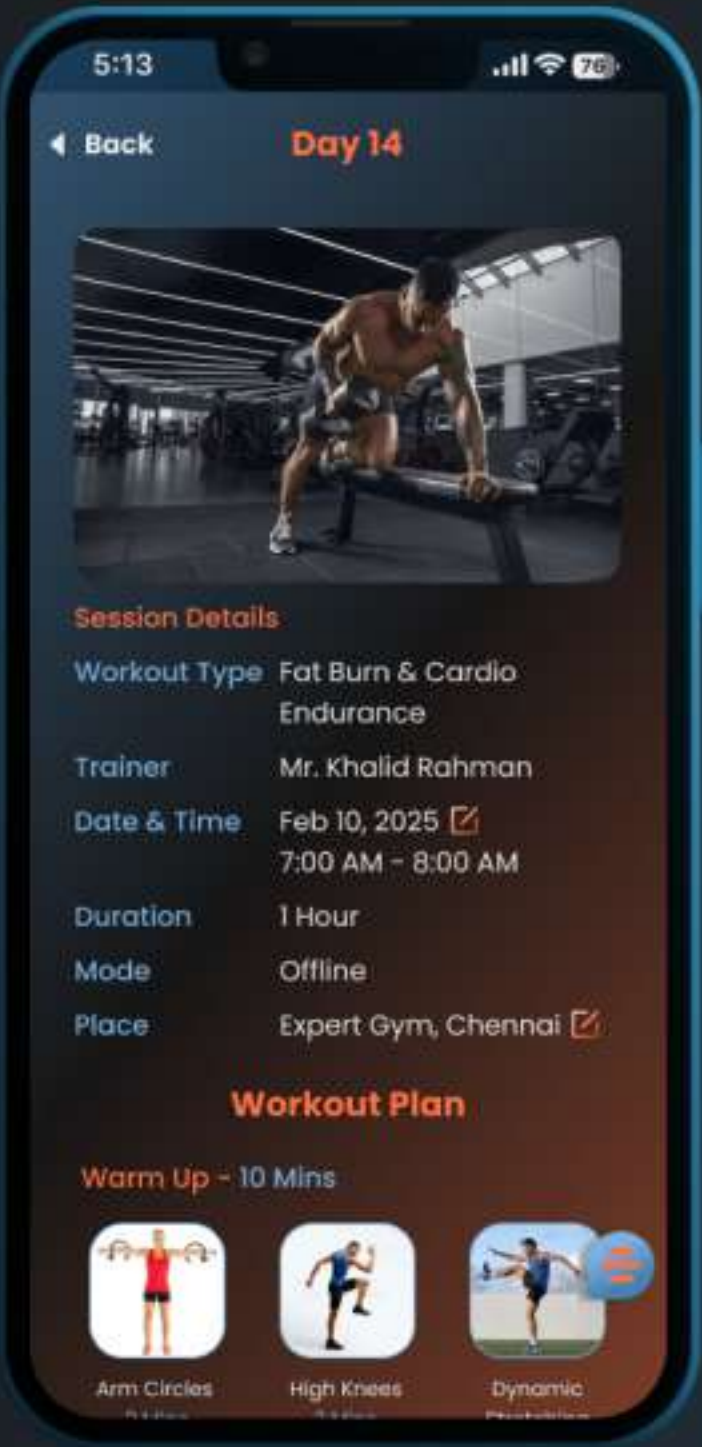 5:13
76
Back
Day 14
Session Details
Workout Type Fat Burn & Cardio
Endurance
Trainer Mr. Khalid Rahman
Date & Time Feb 10, 2025
7:00 AM - 8:00 AM
Duration 1 Hour
Mode Offline
Place Expert Gym, Chennai
Workout Plan
Warm Up - 10 Mins
Arm Circles High Knees Dynamic